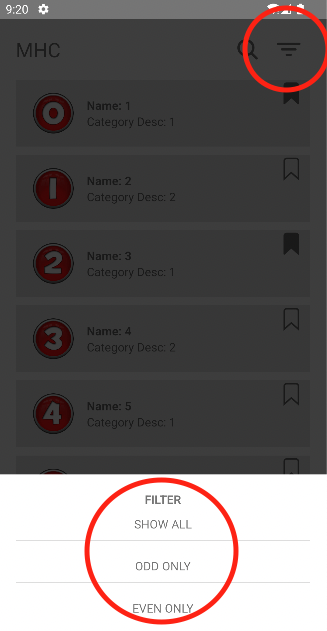 9:20
MHC
0
Name: 1
Category Desc: 1
1
Name: 2
Category Desc: 2
2
Name: 3
Category Desc: 1
3
Name: 4
Category Desc: 2
4
Name: 5
Category Desc: 1
FILTER
SHOW ALL
ODD ONLY
EVEN ONLY